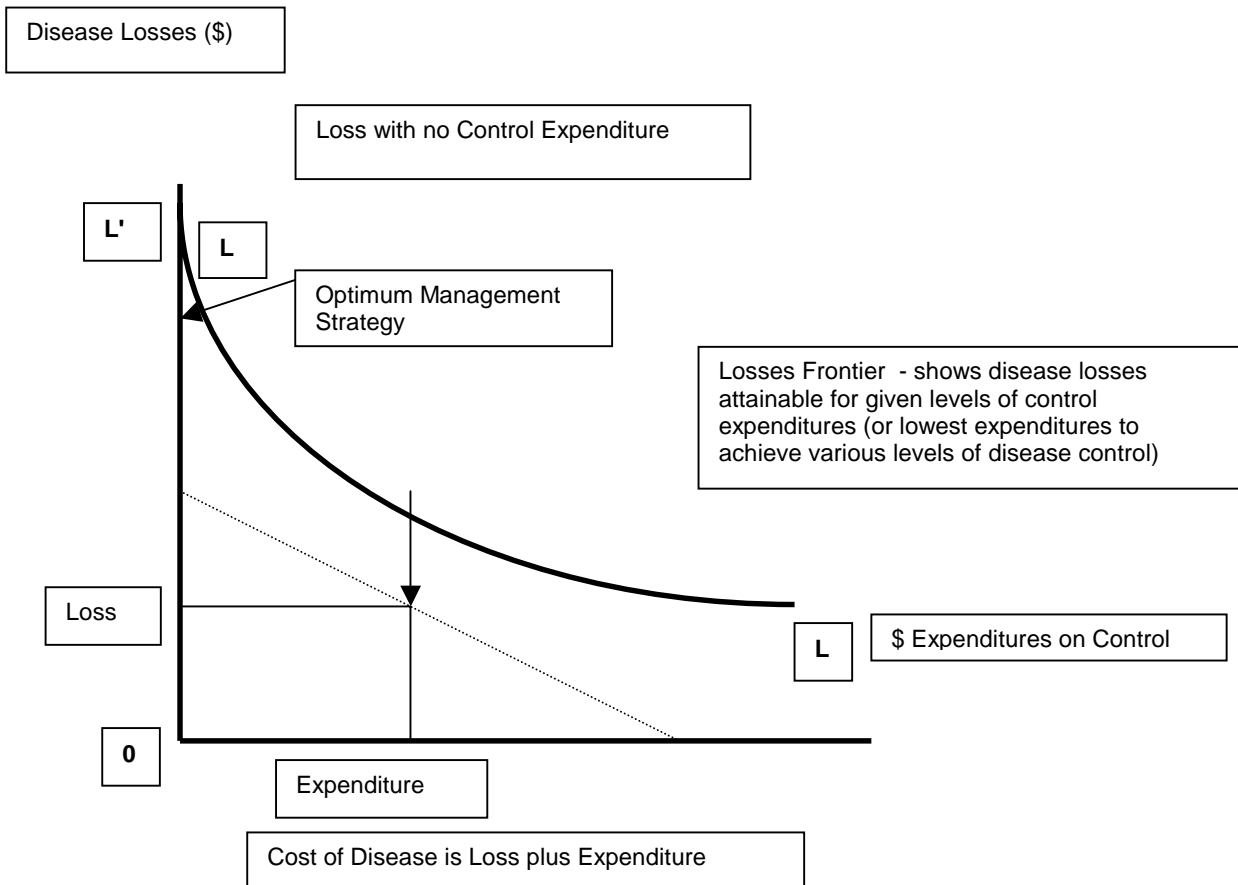 Disease Losses ($)
Loss with no Control Expenditure
L'
L
Optimum Management
Strategy
Losses Frontier - shows disease losses
attainable for given levels of control
expenditures (or lowest expenditures to
achieve various levels of disease control)
Loss
L
$ Expenditures on Control
0
Expenditure
Cost of Disease is Loss plus Expenditure